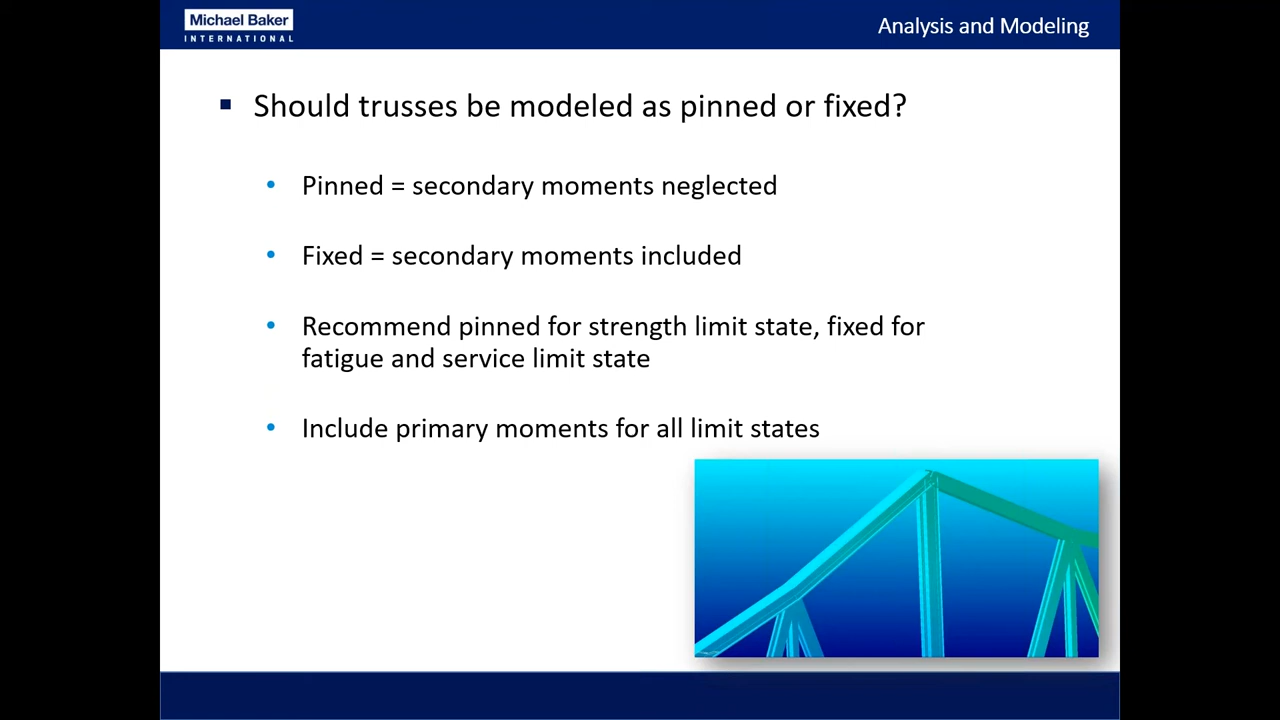 Michael Baker
INTERNATIONAL
Analysis and Modeling
Should trusses be modeled as pinned or fixed?
Pinned = secondary moments neglected
Fixed = secondary moments included
Recommend pinned for strength limit state, fixed for
fatigue and service limit state
Include primary moments for all limit states